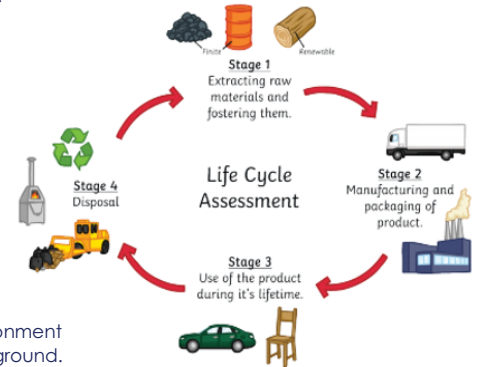 Finite
Renewable
Stage 1
Extracting raw
materials and
fostering them.
Life Cycle
Assessment
Stage 2
Manufacturing and
packaging of
product.
Stage 3
Use of the product
during it's lifetime.
Stage 4
Disposal
ground.